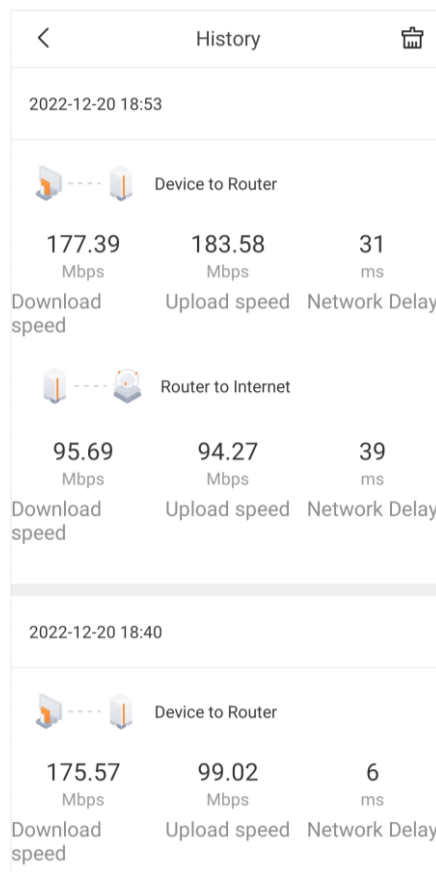 History
2022-12-20 18:53
Device to Router
177.39 183.58 31
Mbps Mbps ms
Download speed Upload speed Network Delay
Router to Internet
95.69 94.27 39
Mbps Mbps ms
Download speed Upload speed Network Delay
2022-12-20 18:40
Device to Router
175.57 99.02 6
Mbps Mbps ms
Download speed Upload speed Network Delay